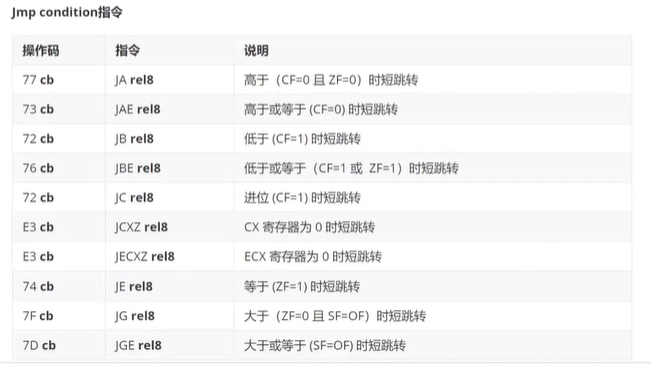 Jmp condition指令
操作码 指令 说明
77 cb JA rel8 高于（CF=0 且 ZF=0）时短跳转
73 cb JAE rel8 高于或等于 (CF=0) 时短跳转
72 cb JB rel8 低于 (CF=1) 时短跳转
76 cb JBE rel8 低于或等于（CF=1 或 ZF=1）时短跳转
72 cb JC rel8 进位 (CF=1) 时短跳转
E3 cb JCXZ rel8 CX 寄存器为 0 时短跳转
E3 cb JECXZ rel8 ECX 寄存器为 0 时短跳转
74 cb JE rel8 等于 (ZF=1) 时短跳转
7F cb JG rel8 大于（ZF=0 且 SF=OF）时短跳转
7D cb JGE rel8 大于或等于 (SF=OF) 时短跳转